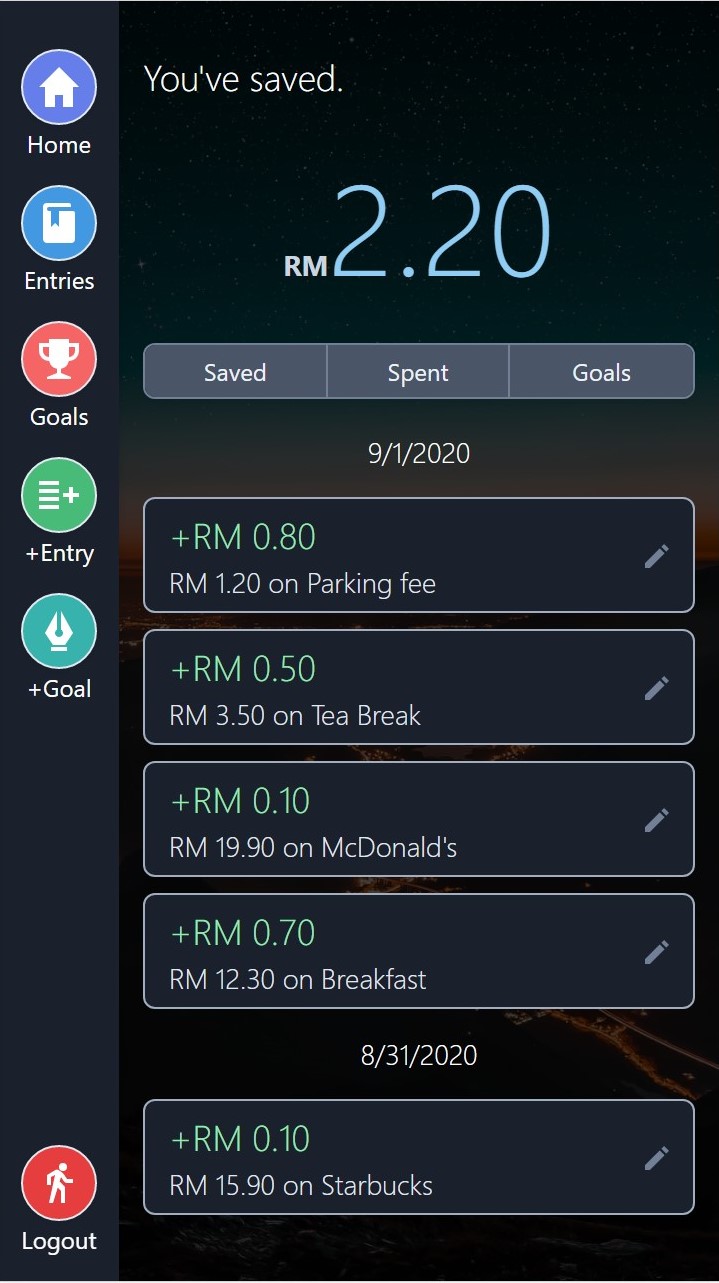 Home
Entries
Goals
+Entry
+Goal
Logout
You've saved.
RM 2.20
Saved Spent Goals
9/1/2020
+RM 0.80
RM 1.20 on Parking fee
+RM 0.50
RM 3.50 on Tea Break
+RM 0.10
RM 19.90 on McDonald's
+RM 0.70
RM 12.30 on Breakfast
8/31/2020
+RM 0.10
RM 15.90 on Starbucks